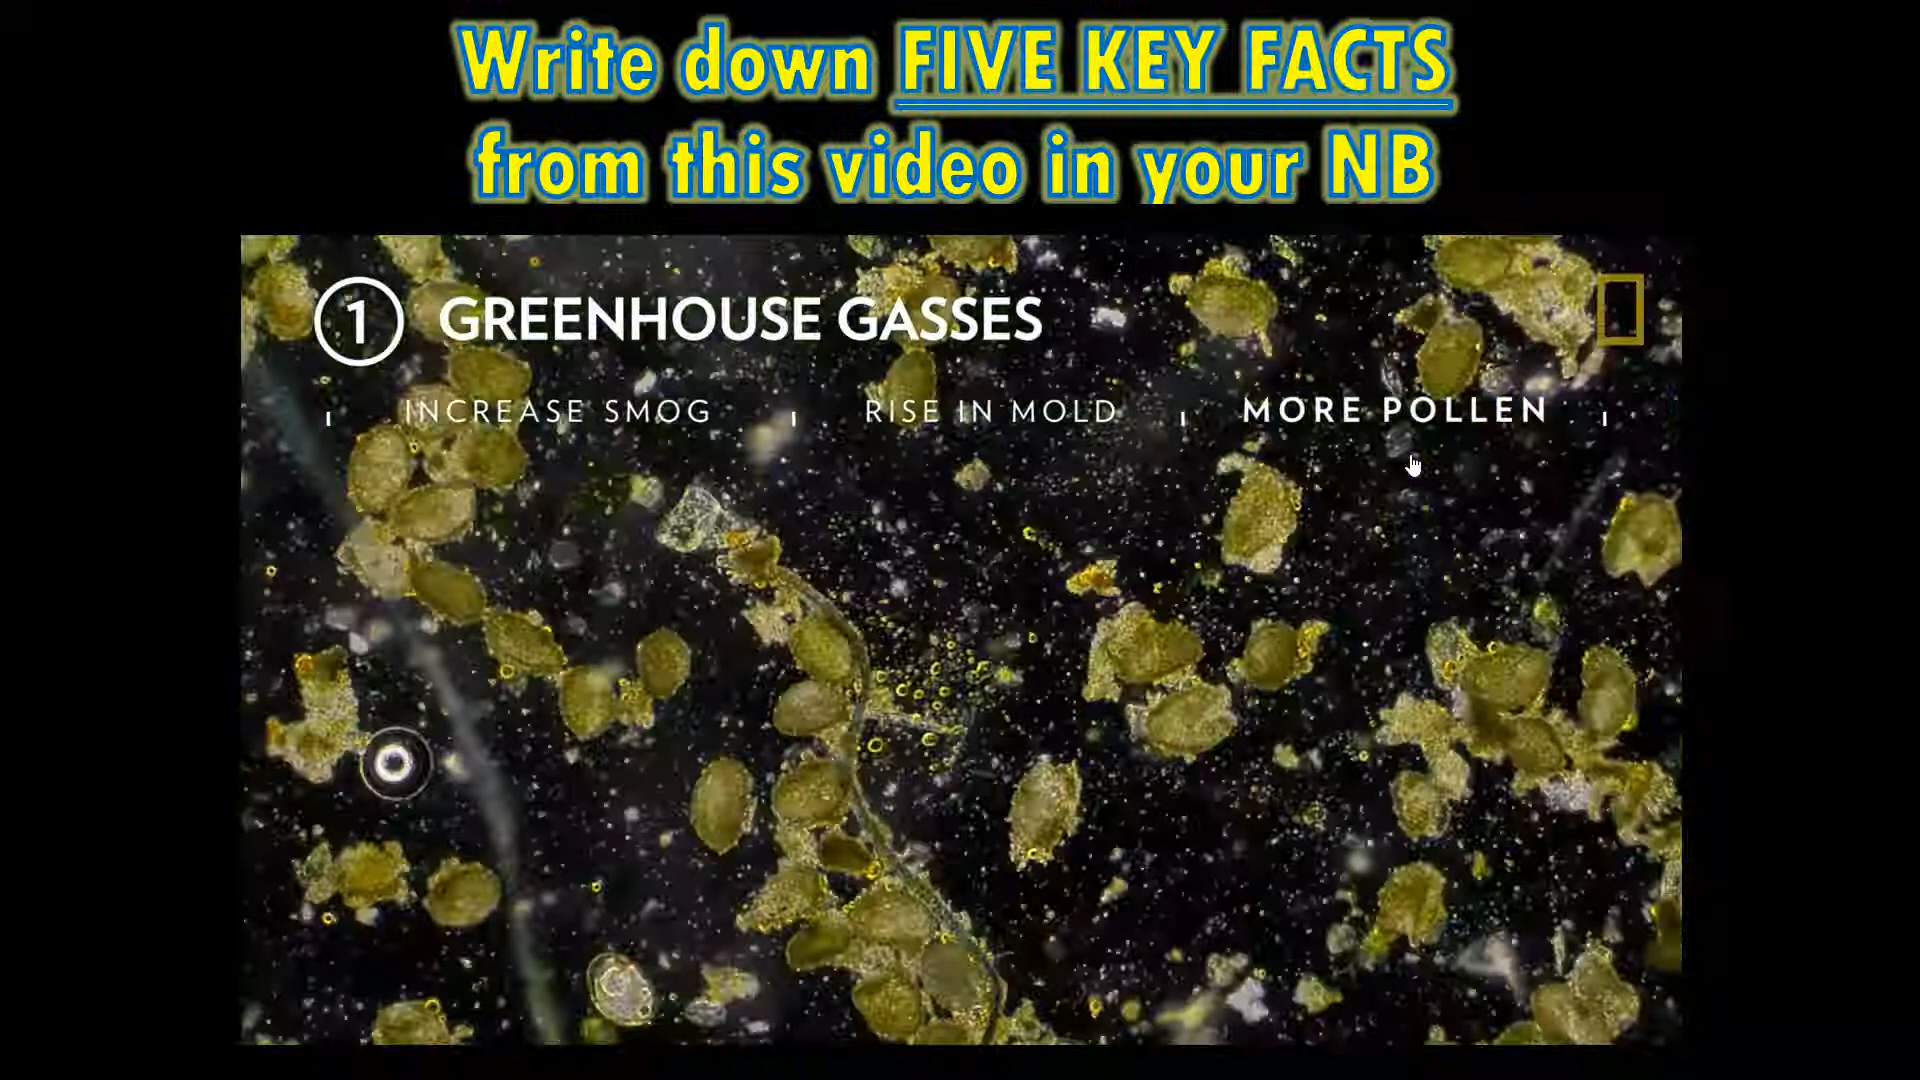 Write down FIVE KEY FACTS
from this video in your NB
1 GREENHOUSE GASSES
INCREASE SMOG RISE IN MOLD MORE POLLEN